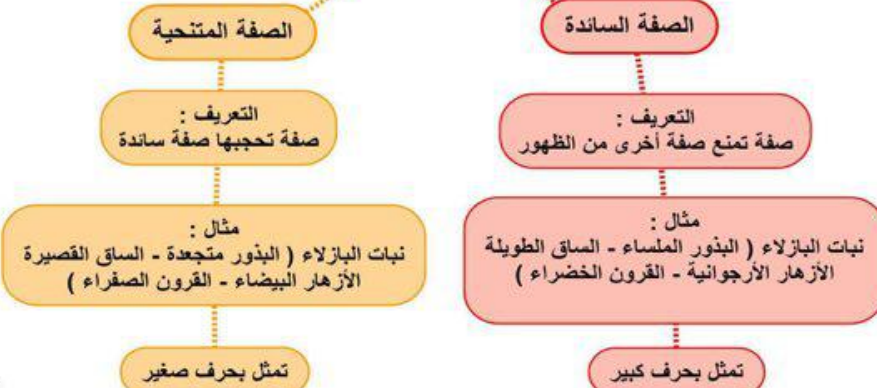 الصفة السائدة
التعريف :
صفة تمنع صفة أخرى من الظهور
مثال :
نبات البازلاء ( البذور الملساء - الساق الطويلة
الأزهار الأرجوانية - القرون الخضراء )
تمثل بحرف كبير
الصفة المتنحية
التعريف :
صفة تحجبها صفة سائدة
مثال :
نبات البازلاء ( البذور متجعدة - الساق القصيرة
الأزهار البيضاء - القرون الصفراء )
تمثل بحرف صغير